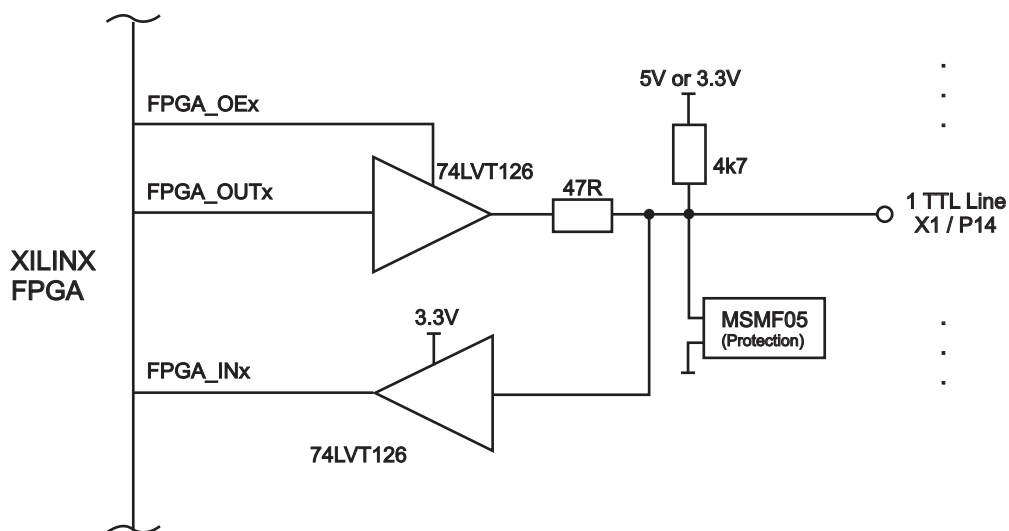 FPGA_OEx
5V or 3.3V
74LVT126
4k7
FPGA_OUTx
47R
1 TTL Line
X1 / P14
XILINX
FPGA
3.3V
MSMF05
(Protection)
FPGA_INx
74LVT126